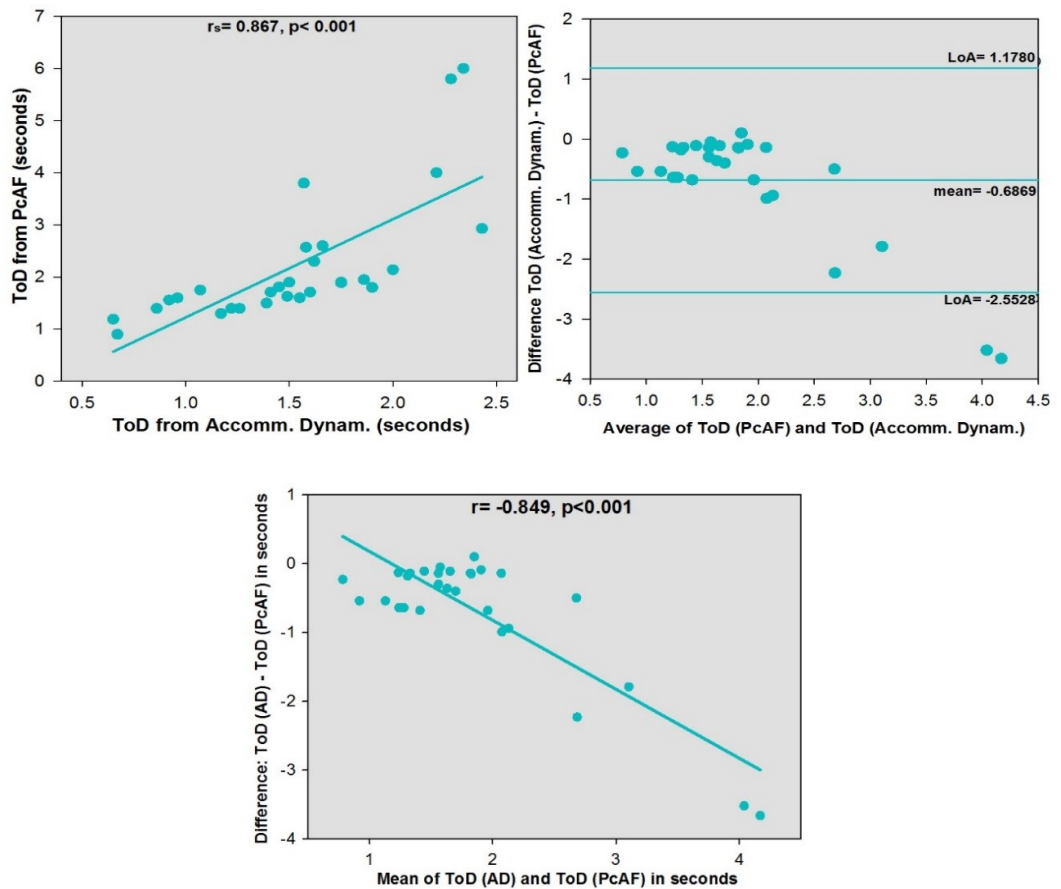 rs= 0.867, p< 0.001
7
6
5
4
3
2
1
0
ToD from PcAF (seconds)
0.5 1.0 1.5 2.0 2.5
ToD from Accomm. Dynam. (seconds)
2
1
0
-1
-2
-3
-4
Difference ToD (Accomm. Dynam.) - ToD (PcAF)
LoA= 1.1780
mean= -0.6869
LoA= -2.5528
0.5 1.0 1.5 2.0 2.5 3.0 3.5 4.0 4.5
Average of ToD (PcAF) and ToD (Accomm. Dynam.)
r= -0.849, p<0.001
1
0
-1
-2
-3
-4
Difference: ToD (AD) - ToD (PcAF) in seconds
1 2 3 4
Mean of ToD (AD) and ToD (PcAF) in seconds